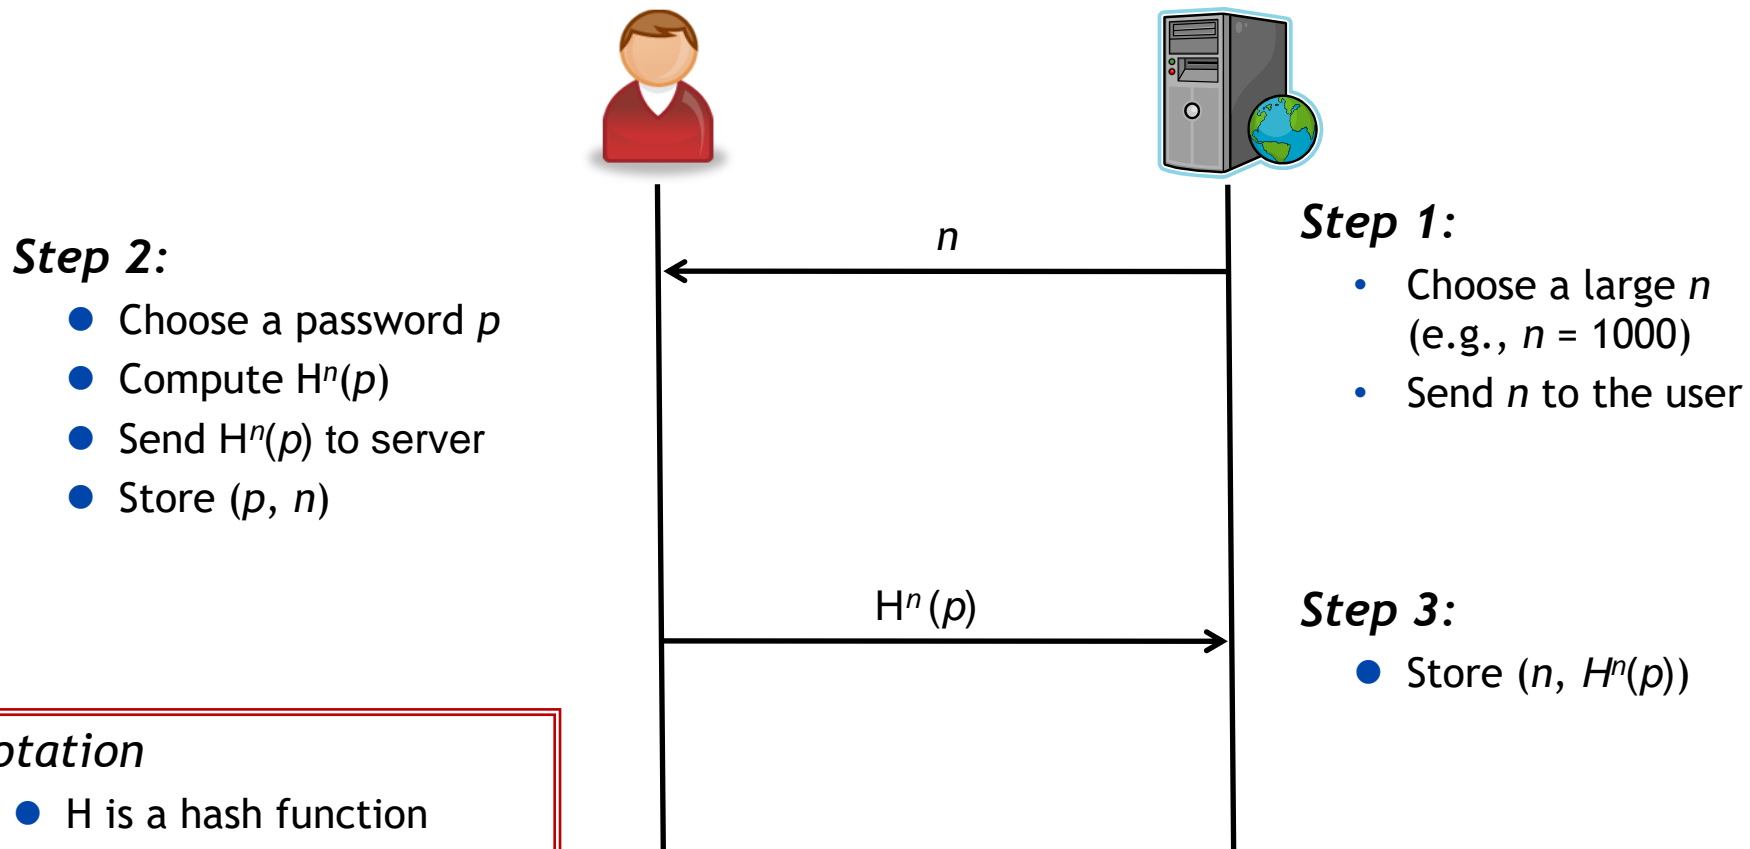 Step 1:
• Choose a large n
(e.g., n = 1000)
• Send n to the user
n
Step 2:
● Choose a password p
● Compute Hⁿ(p)
● Send Hⁿ(p) to server
● Store (p, n)
Hⁿ (p)
Step 3:
● Store (n, Hⁿ(p))
otation
● H is a hash function